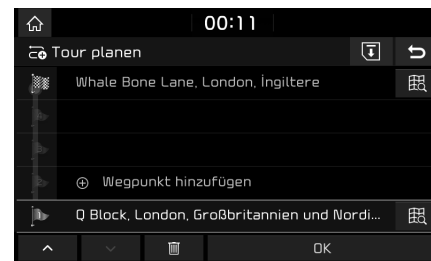 00:11
Tour planen
Whale Bone Lane, London, İngiltere
Wegpunkt hinzufügen
Q Block, London, Großbritannien und Nordi...
OK